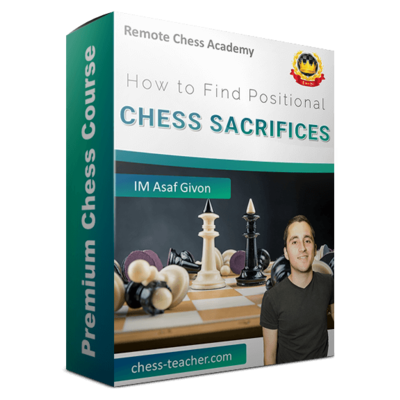 Remote Chess Academy
How to Find Positional
CHESS SACRIFICES
IM Asaf Givon
chess-teacher.com
Premium Chess Course